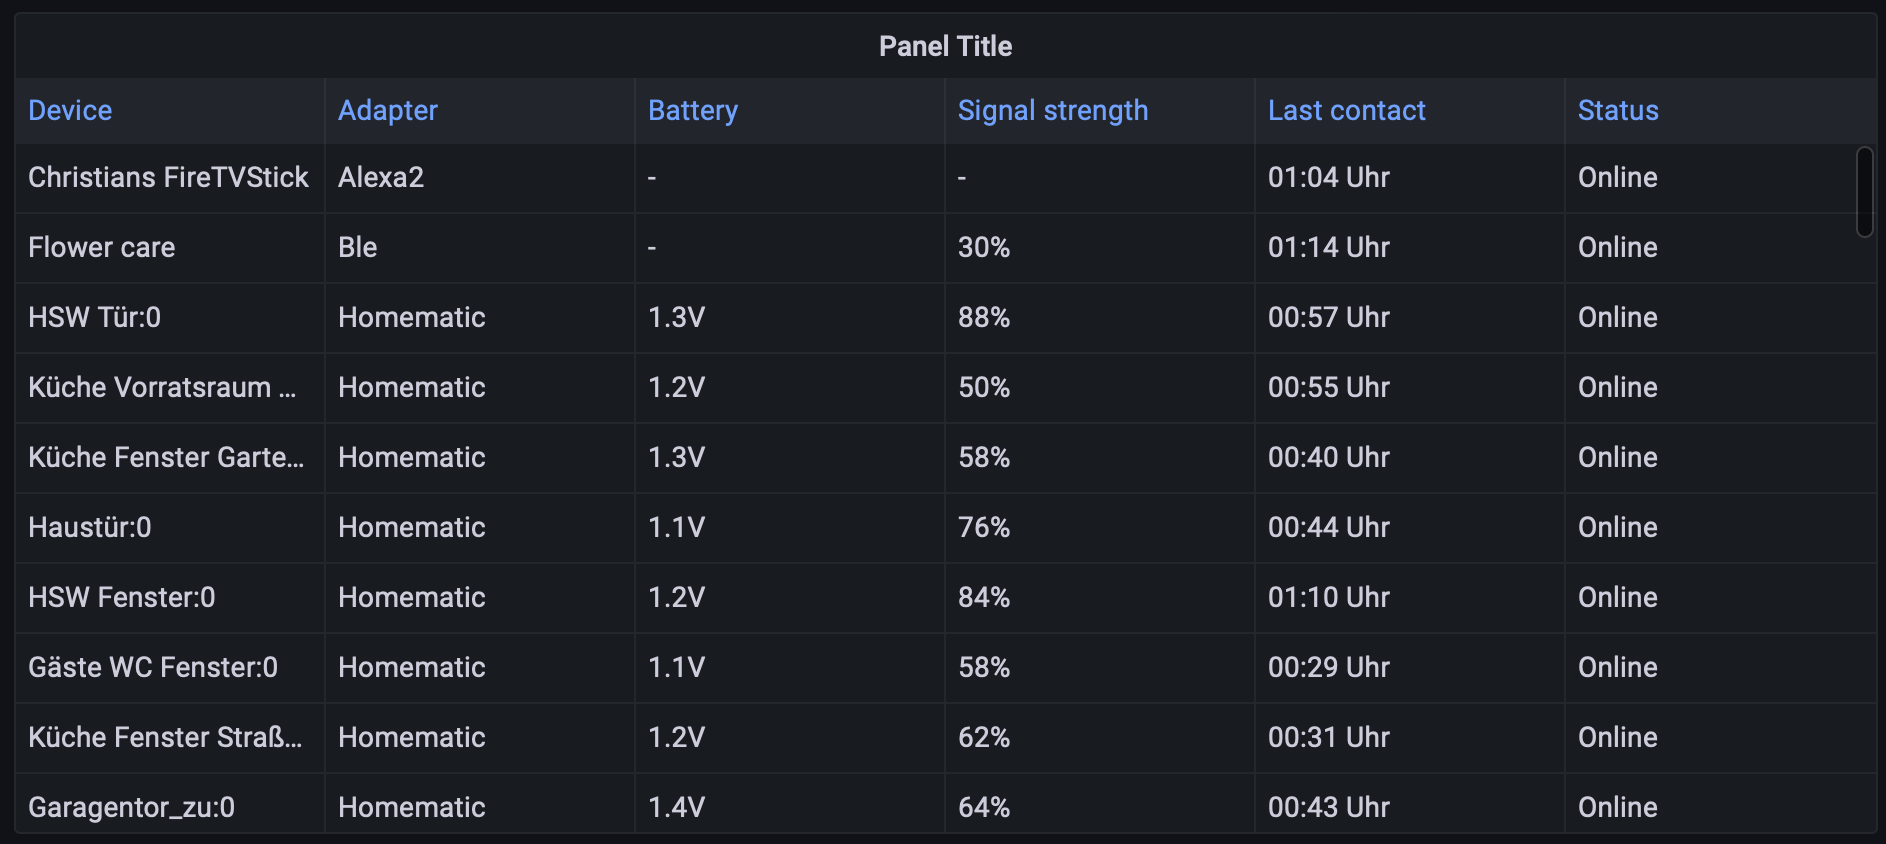 Panel Title
Device Adapter Battery Signal strength Last contact Status
Christians FireTVStick Alexa2 - - 01:04 Uhr Online
Flower care Ble - 30% 01:14 Uhr Online
HSW Tür:0 Homematic 1.3V 88% 00:57 Uhr Online
Küche Vorratsraum ... Homematic 1.2V 50% 00:55 Uhr Online
Küche Fenster Garte... Homematic 1.3V 58% 00:40 Uhr Online
Haustür:0 Homematic 1.1V 76% 00:44 Uhr Online
HSW Fenster:0 Homematic 1.2V 84% 01:10 Uhr Online
Gäste WC Fenster:0 Homematic 1.1V 58% 00:29 Uhr Online
Küche Fenster Straß... Homematic 1.2V 62% 00:31 Uhr Online
Garagentor_zu:0 Homematic 1.4V 64% 00:43 Uhr Online